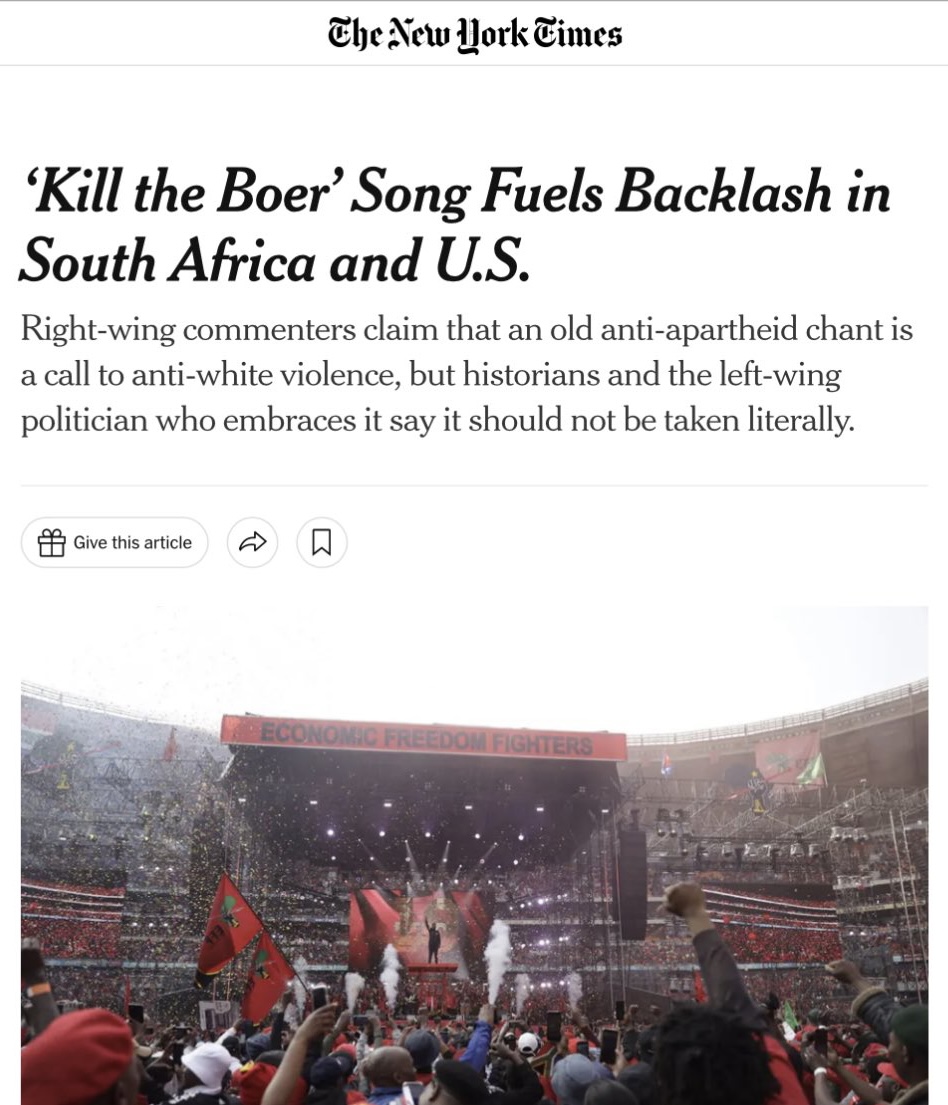 The New York Times
‘Kill the Boer’ Song Fuels Backlash in
South Africa and U.S.
Right-wing commenters claim that an old anti-apartheid chant is
a call to anti-white violence, but historians and the left-wing
politician who embraces it say it should not be taken literally.
Give this article
ECONOMIC FREEDOM FIGHTERS